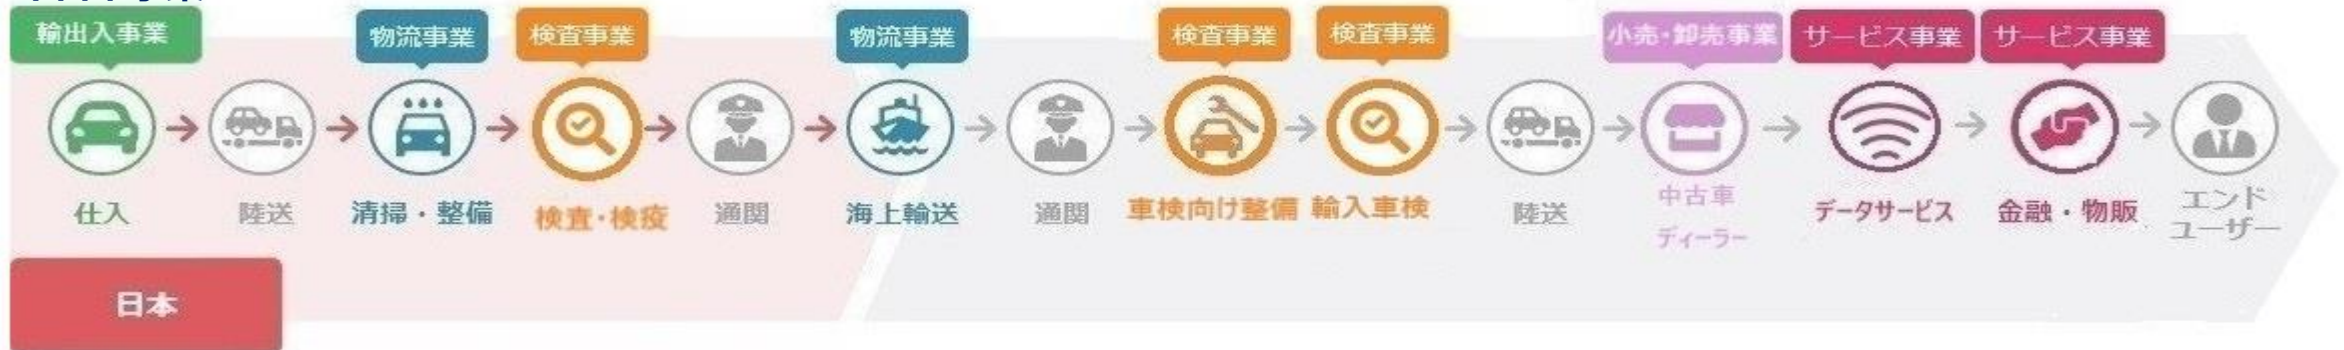 輸出入事業
物流事業
検査事業
物流事業
検査事業
検査事業
小売・卸売事業
サービス事業
サービス事業
仕入
陸送
清掃・整備
検査・検疫
通関
海上輸送
通関
車検向け整備
輸入車検
陸送
中古車
ディーラー
データサービス
金融・物販
エンド
ユーザー
日本